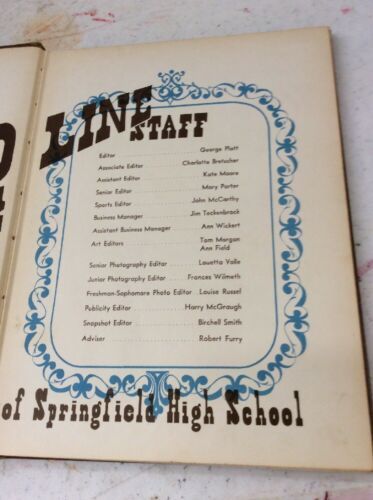 LINE
STAFF
Editor George Platt
Associate Editor Charlotte Bretscher
Assistant Editor Kate Moore
Senior Editor Mary Porter
Sports Editor John McCarthy
Business Manager Jim Teckenbrock
Assistant Business Manager Ann Wickert
Art Editors Tom Morgan
Ann Field
Senior Photography Editor Lauetta Valle
Junior Photography Editor Frances Wilmeth
Freshman-Sophomore Photo Editor Louise Russel
Publicity Editor Harry McGraugh
Snapshot Editor Birchell Smith
Adviser Robert Furry
of Springfield High School